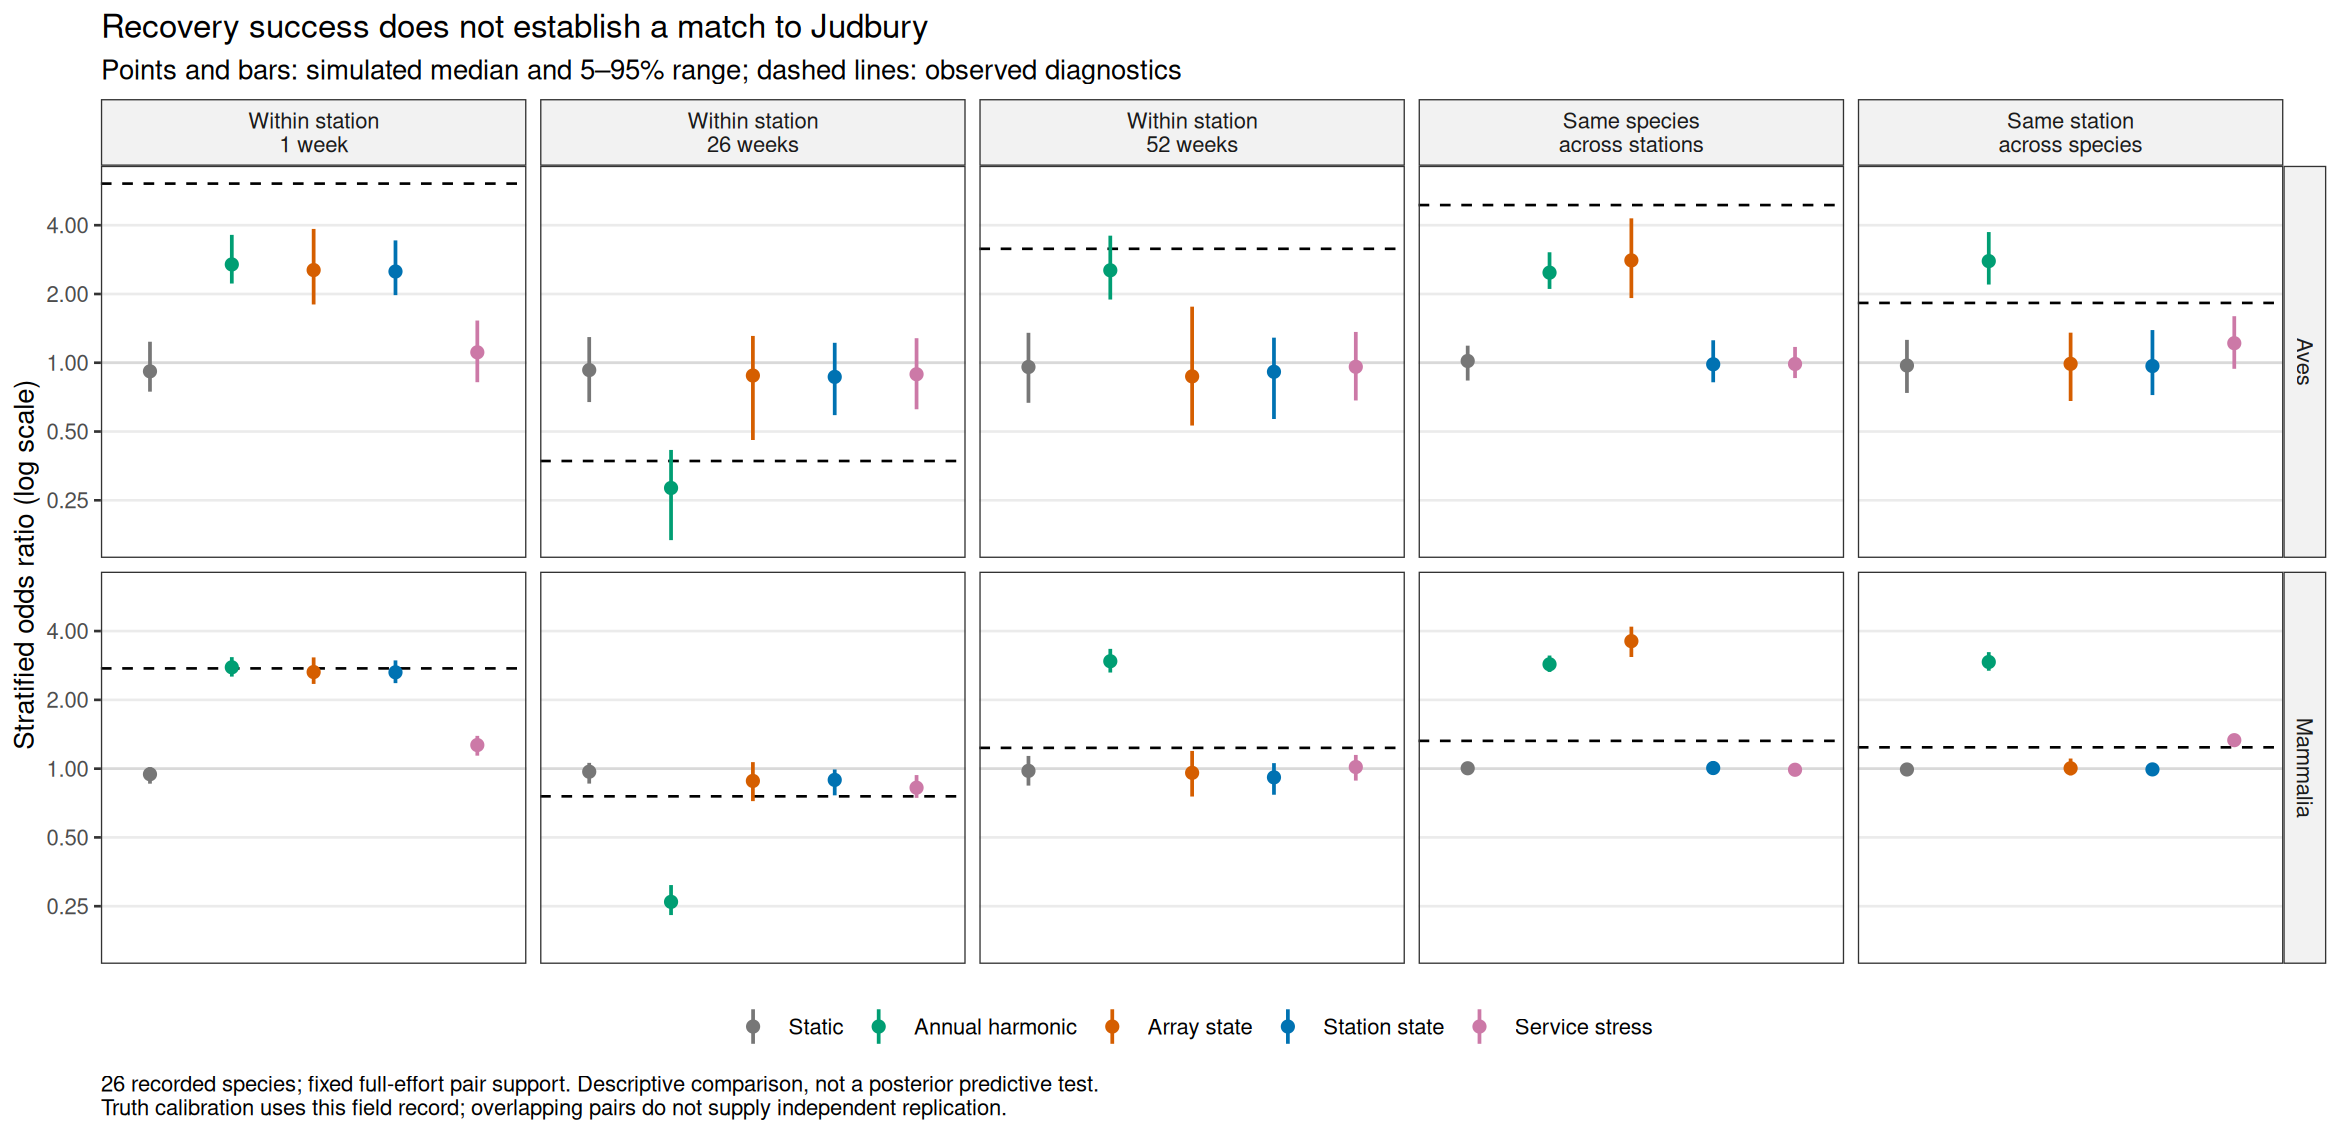 Recovery success does not establish a match to Judbury
Points and bars: simulated median and 5–95% range; dashed lines: observed diagnostics
Within station
1 week
Within station
26 weeks
Within station
52 weeks
Same species
across stations
Same station
across species
4.00
2.00
1.00
0.50
0.25
Aves
Stratified odds ratio (log scale)
4.00
2.00
1.00
0.50
0.25
Mammalia
Static
Annual harmonic
Array state
Station state
Service stress
26 recorded species; fixed full-effort pair support. Descriptive comparison, not a posterior predictive test.
Truth calibration uses this field record; overlapping pairs do not supply independent replication.